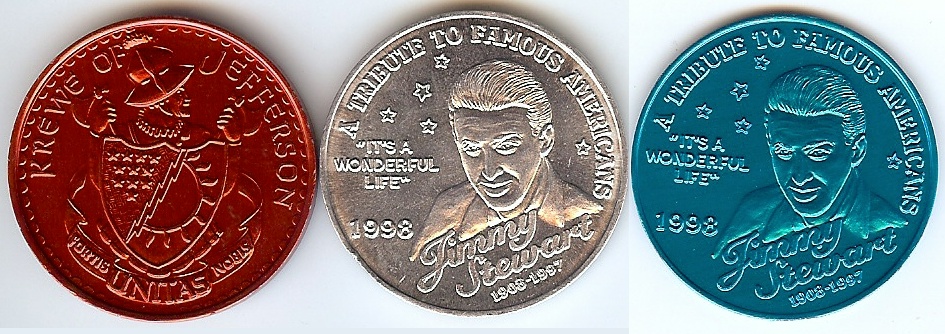 KREWE OF JEFFERSON
FORTIS UNITAS NOBIS
A TRIBUTE TO FAMOUS AMERICANS
"IT'S A
WONDERFUL
LIFE"
1998
Jimmy
Stewart
1908-1997
A TRIBUTE TO FAMOUS AMERICANS
"IT'S A
WONDERFUL
LIFE"
1998
Jimmy
Stewart
1908-1997